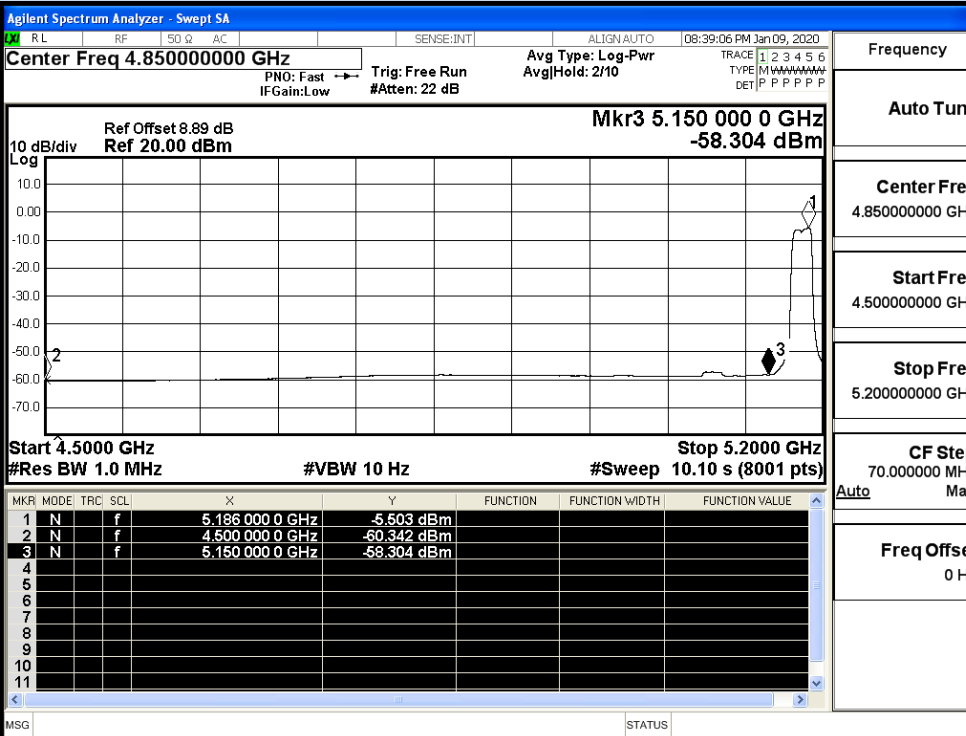 Agilent Spectrum Analyzer - Swept SA
LXI RL RF 50 Ω AC SENSE:INT ALIGN AUTO 08:39:06 PM Jan 09, 2020
Center Freq 4.850000000 GHz
PNO: Fast
IFGain:Low
Trig: Free Run
#Atten: 22 dB
Avg Type: Log-Pwr
Avg|Hold: 2/10
TRACE 1 2 3 4 5 6
TYPE M W W W W W
DET P P P P P P
Frequency
Auto Tun
Center Fre
4.850000000 GH
Start Fre
4.500000000 GH
Stop Fre
5.200000000 GH
CF Ste
70.000000 MH
Auto Ma
Freq Offse
0 H
Mkr3 5.150 000 0 GHz
-58.304 dBm
Ref Offset 8.89 dB
10 dB/div Ref 20.00 dBm
Log
10.0
0.00
-10.0
-20.0
-30.0
-40.0
-50.0
-60.0
-70.0
1
2
3
Start 4.5000 GHz Stop 5.2000 GHz
#Res BW 1.0 MHz #VBW 10 Hz #Sweep 10.10 s (8001 pts)
MKR MODE TRC SCL X Y FUNCTION FUNCTION WIDTH FUNCTION VALUE
1 N f 5.186 000 0 GHz -5.503 dBm
2 N f 4.500 000 0 GHz -60.342 dBm
3 N f 5.150 000 0 GHz -58.304 dBm
4
5
6
7
8
9
10
11
MSG STATUS